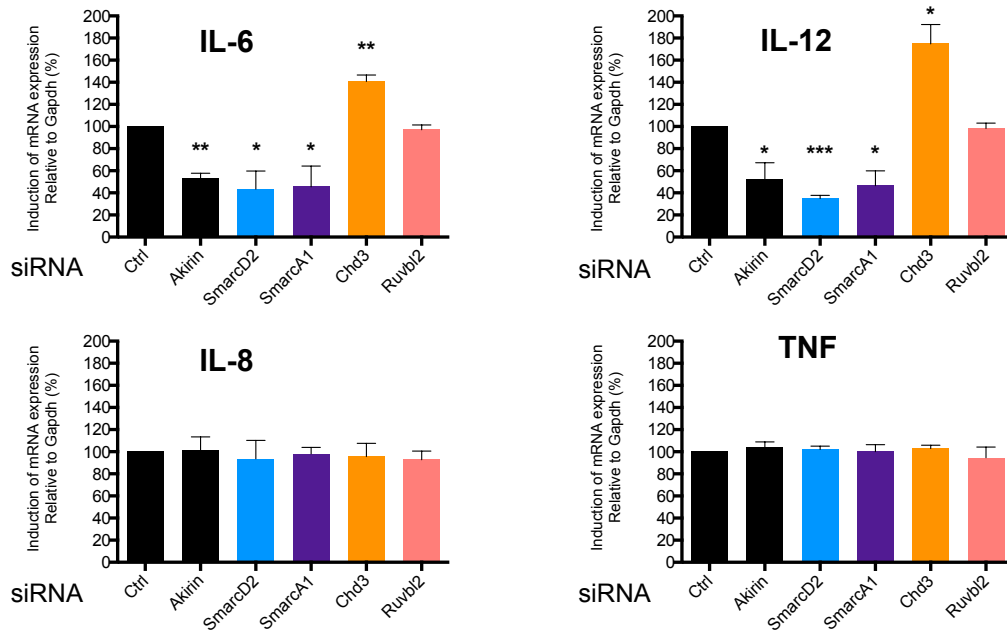 IL-6
Induction of mRNA expression
Relative to Gapdh (%)
200
180
160
140
120
100
80
60
40
20
0
**
*
*
**
siRNA
Ctrl
Akirin
SmarcD2
SmarcA1
Chd3
Ruvbl2
IL-12
Induction of mRNA expression
Relative to Gapdh (%)
200
180
160
140
120
100
80
60
40
20
0
*
***
*
*
siRNA
Ctrl
Akirin
SmarcD2
SmarcA1
Chd3
Ruvbl2
IL-8
Induction of mRNA expression
Relative to Gapdh (%)
200
180
160
140
120
100
80
60
40
20
0
siRNA
Ctrl
Akirin
SmarcD2
SmarcA1
Chd3
Ruvbl2
TNF
Induction of mRNA expression
Relative to Gapdh (%)
200
180
160
140
120
100
80
60
40
20
0
siRNA
Ctrl
Akirin
SmarcD2
SmarcA1
Chd3
Ruvbl2